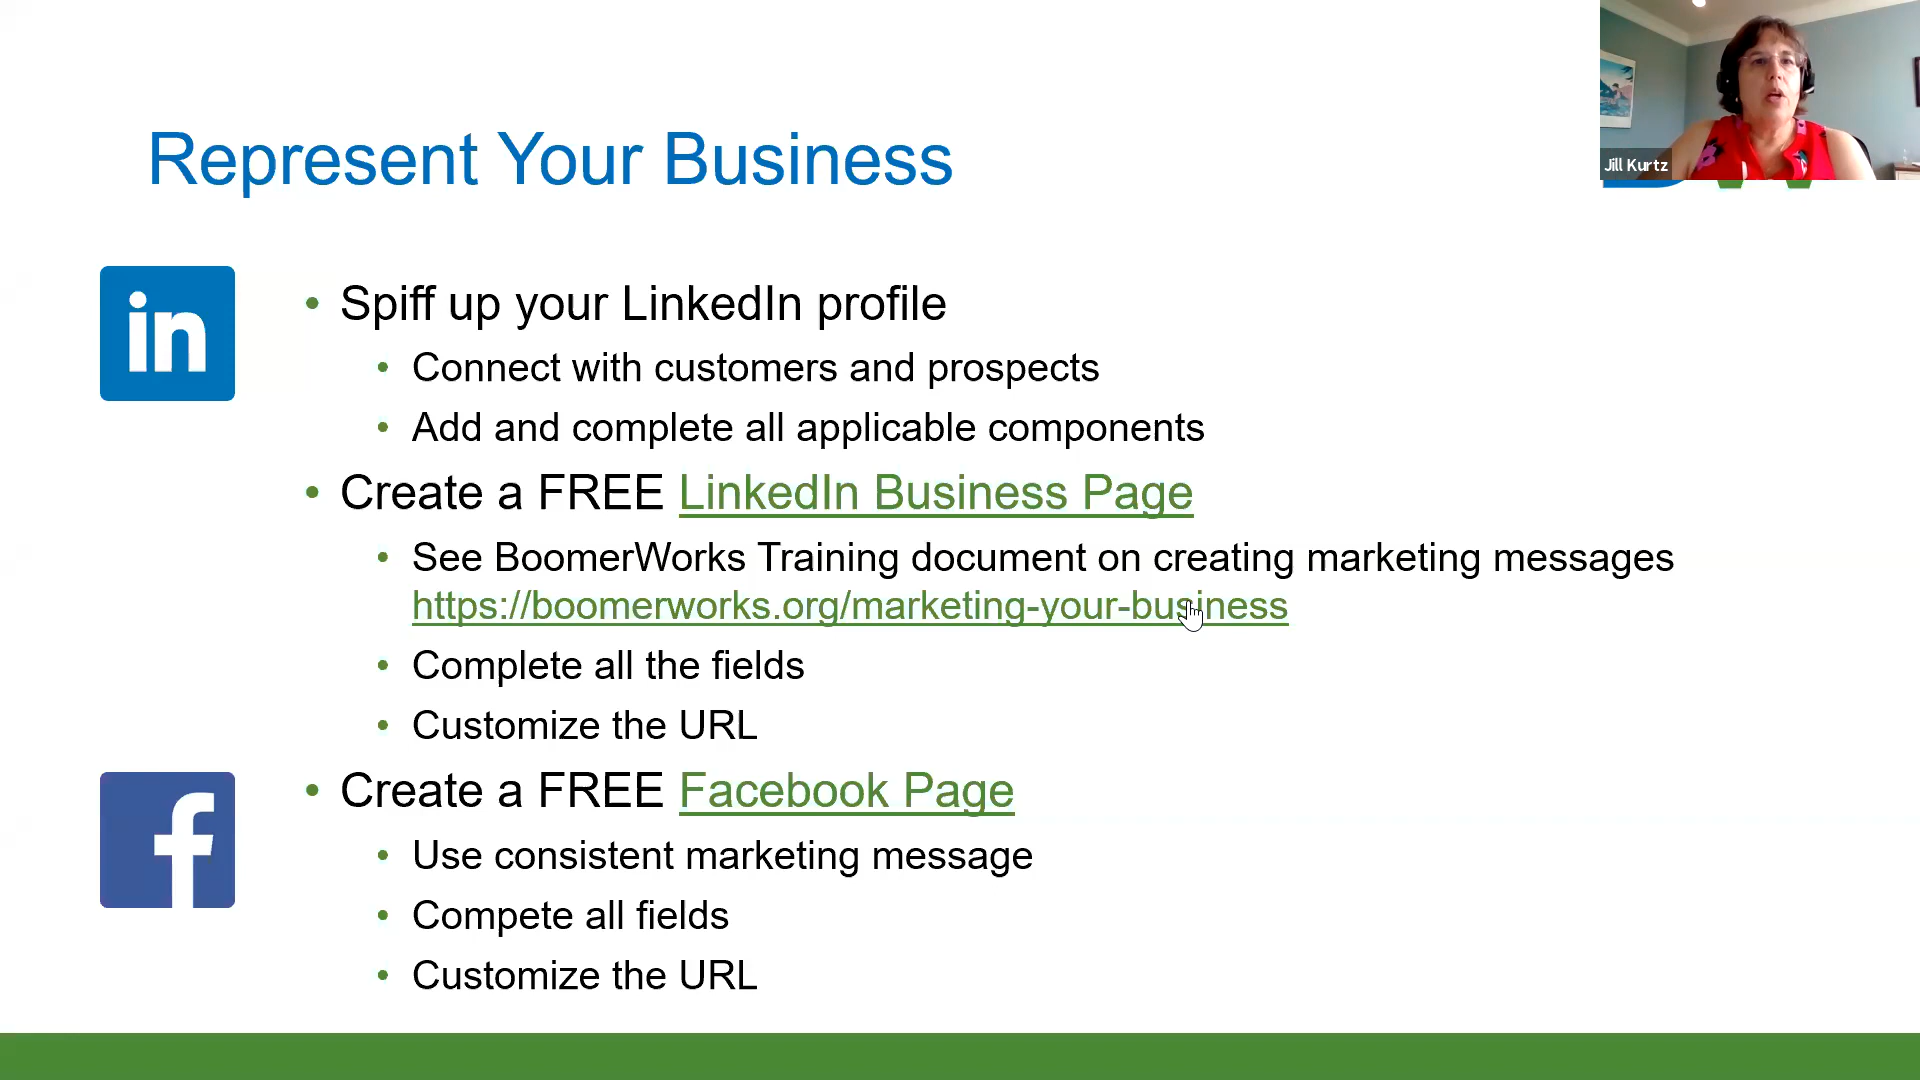 Represent Your Business
Jill Kurtz
in
• Spiff up your LinkedIn profile
• Connect with customers and prospects
• Add and complete all applicable components
• Create a FREE LinkedIn Business Page
• See BoomerWorks Training document on creating marketing messages
https://boomerworks.org/marketing-your-business
• Complete all the fields
• Customize the URL
f
• Create a FREE Facebook Page
• Use consistent marketing message
• Compete all fields
• Customize the URL